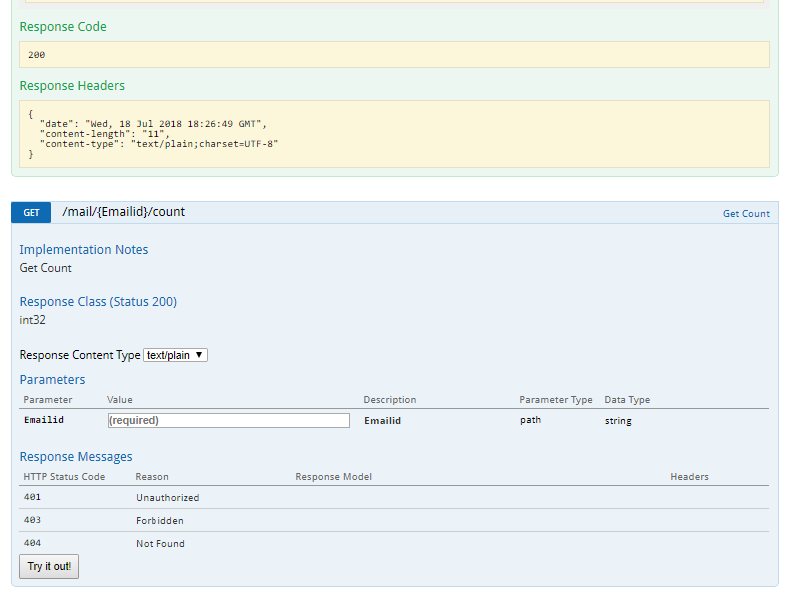 Response Code
200
Response Headers
{
"date": "Wed, 18 Jul 2018 18:26:49 GMT",
"content-length": "11",
"content-type": "text/plain;charset=UTF-8"
}
GET /mail/{Emailid}/count Get Count
Implementation Notes
Get Count
Response Class (Status 200)
int32
Response Content Type text/plain ▼
Parameters
Parameter Value Description Parameter Type Data Type
Emailid (required) Emailid path string
Response Messages
HTTP Status Code Reason Response Model Headers
401 Unauthorized
403 Forbidden
404 Not Found
Try it out!